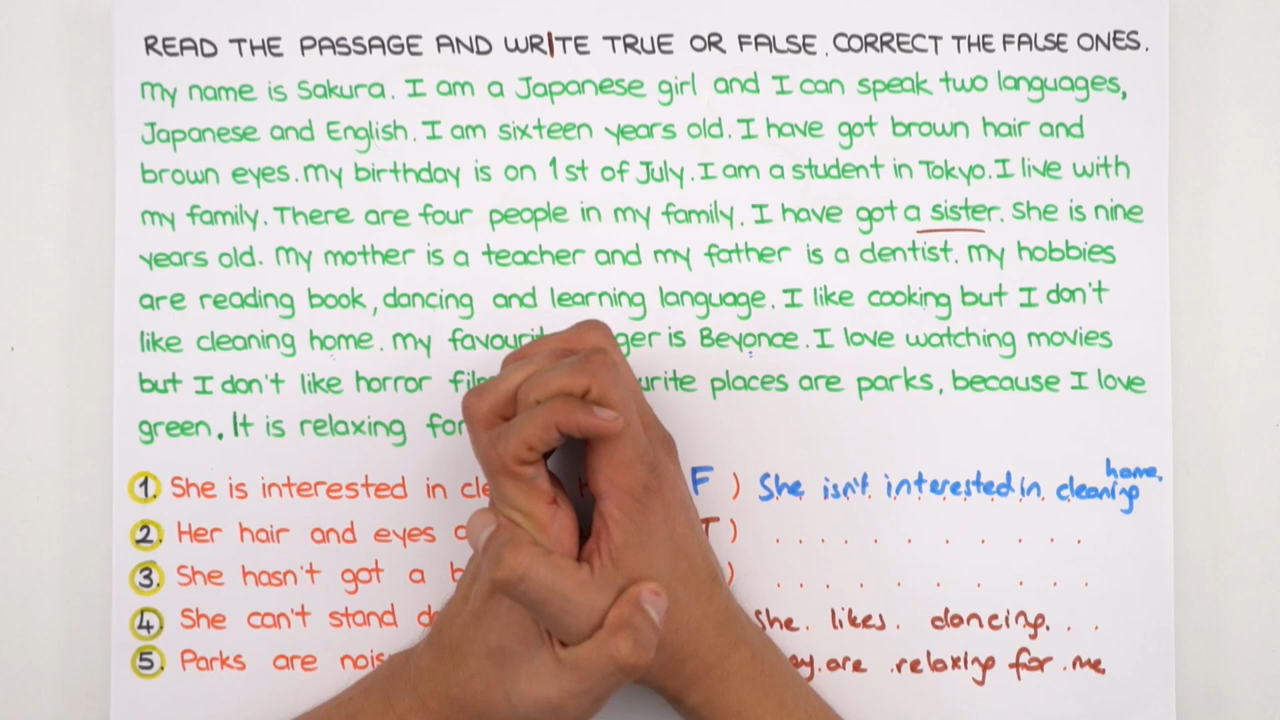 READ THE PASSAGE AND WRITE TRUE OR FALSE. CORRECT THE FALSE ONES.
My name is Sakura. I am a Japanese girl and I can speak two languages,
Japanese and English. I am sixteen years old. I have got brown hair and
brown eyes. My birthday is on 1st of July. I am a student in Tokyo. I live with
my family. There are four people in my family. I have got a sister. She is nine
years old. My mother is a teacher and my father is a dentist. My hobbies
are reading book, dancing and learning language. I like cooking but I don't
like cleaning home. My is Beyonce. I love watching movies
but I don't like horror places are parks, because I love
green. It is relaxing for
1. She is interested in F ) She isn't interested in cleaning home.
2. Her hair and eyes T )
3. She hasn't got a )
4. She can't stand She likes dancing.
5. Parks are are relaxing for me